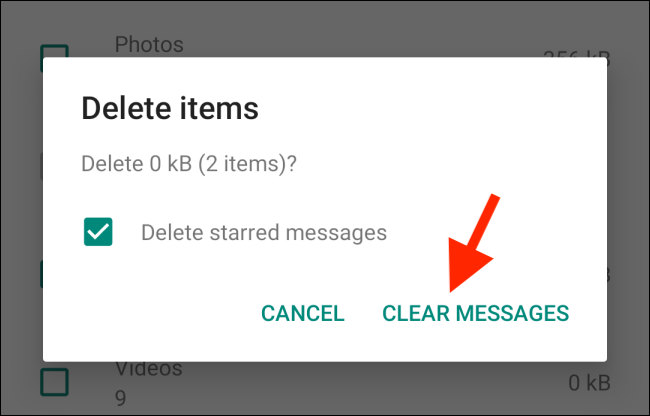 Photos
256 kB
Delete items
Delete 0 kB (2 items)?
Delete starred messages
CANCEL CLEAR MESSAGES
Videos
9
0 kB